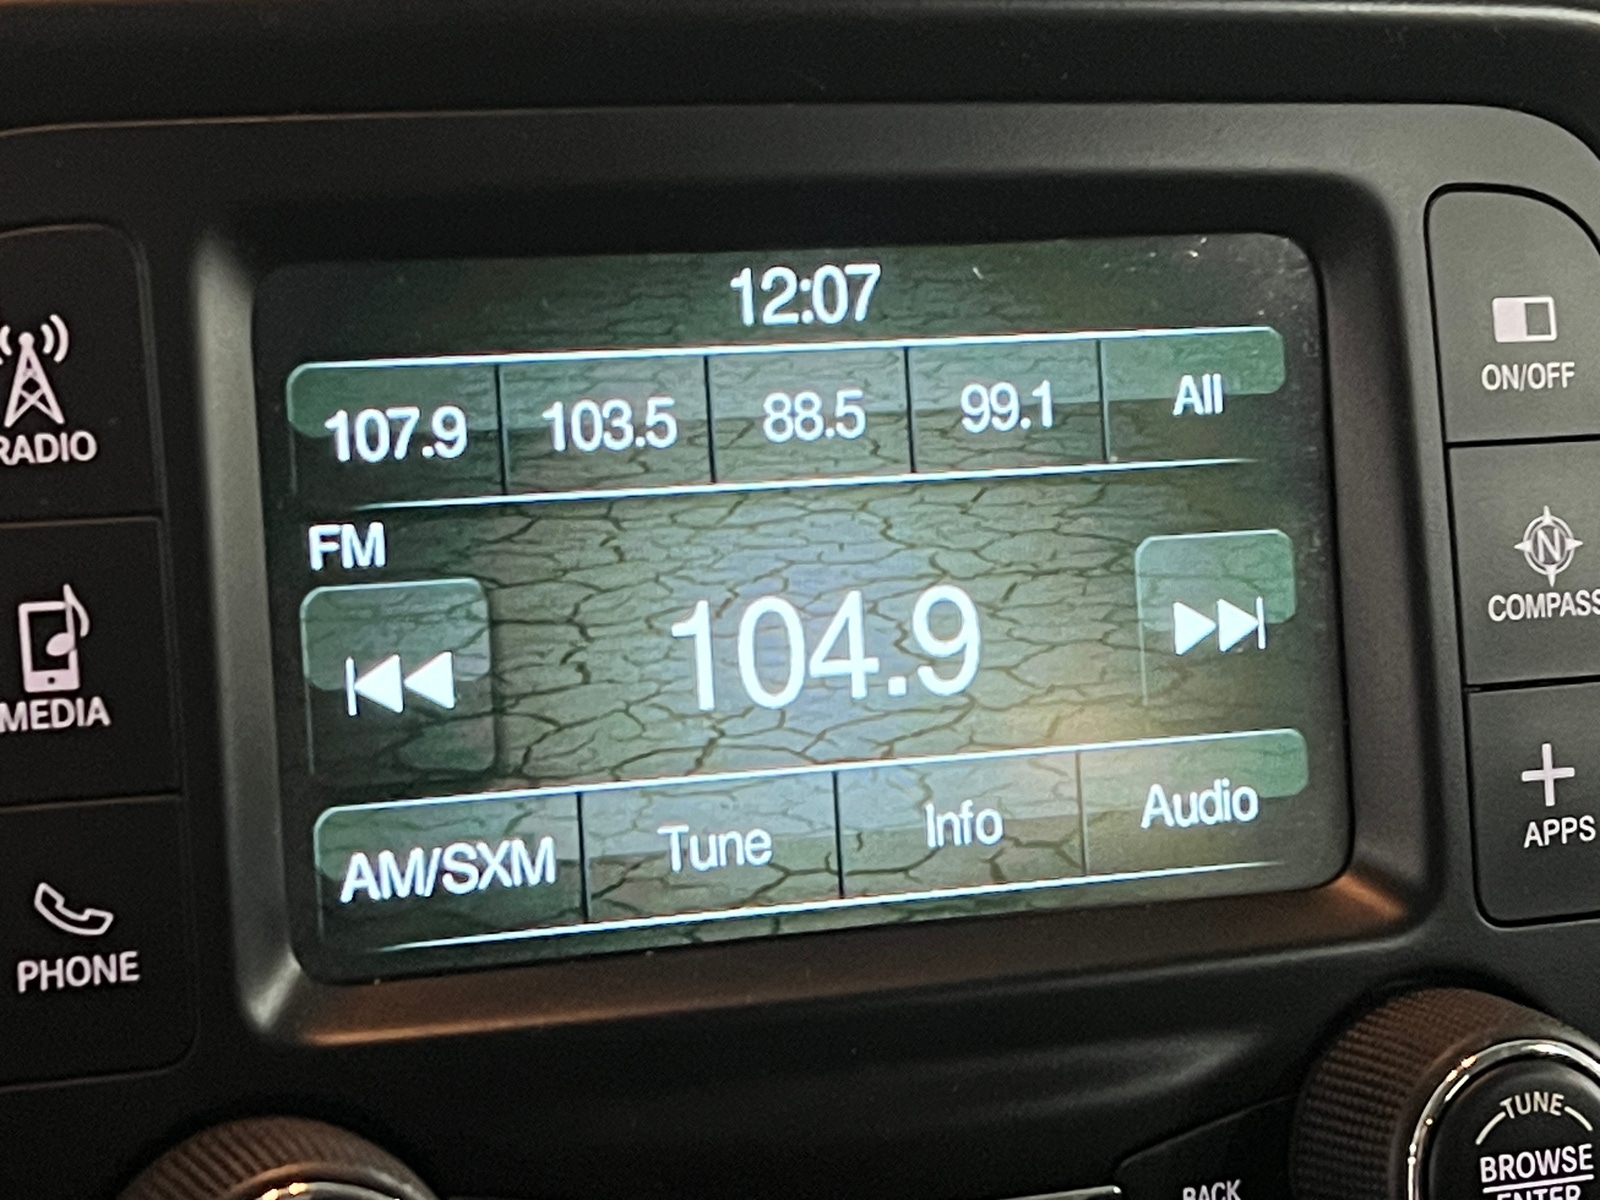 12:07
107.9 103.5 88.5 99.1 All
FM
104.9
AM/SXM Tune Info Audio
RADIO
MEDIA
PHONE
ON/OFF
N
COMPASS
APPS
TUNE
BROWSE
ENTER
BACK